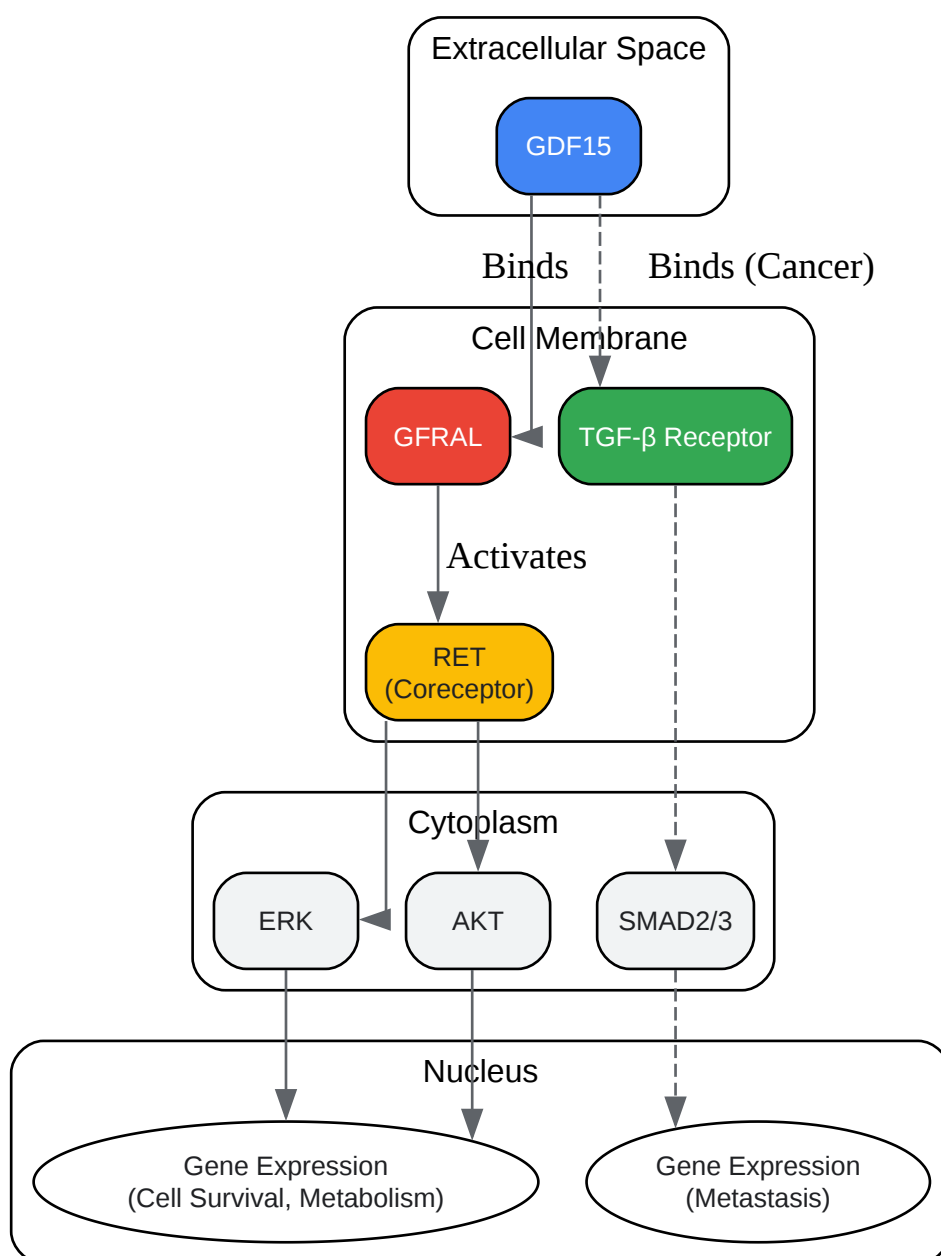 Extracellular Space
GDF15
Binds
Binds (Cancer)
Cell Membrane
GFRAL
TGF-β Receptor
Activates
RET
(Coreceptor)
Cytoplasm
ERK
AKT
SMAD2/3
Nucleus
Gene Expression
(Cell Survival, Metabolism)
Gene Expression
(Metastasis)